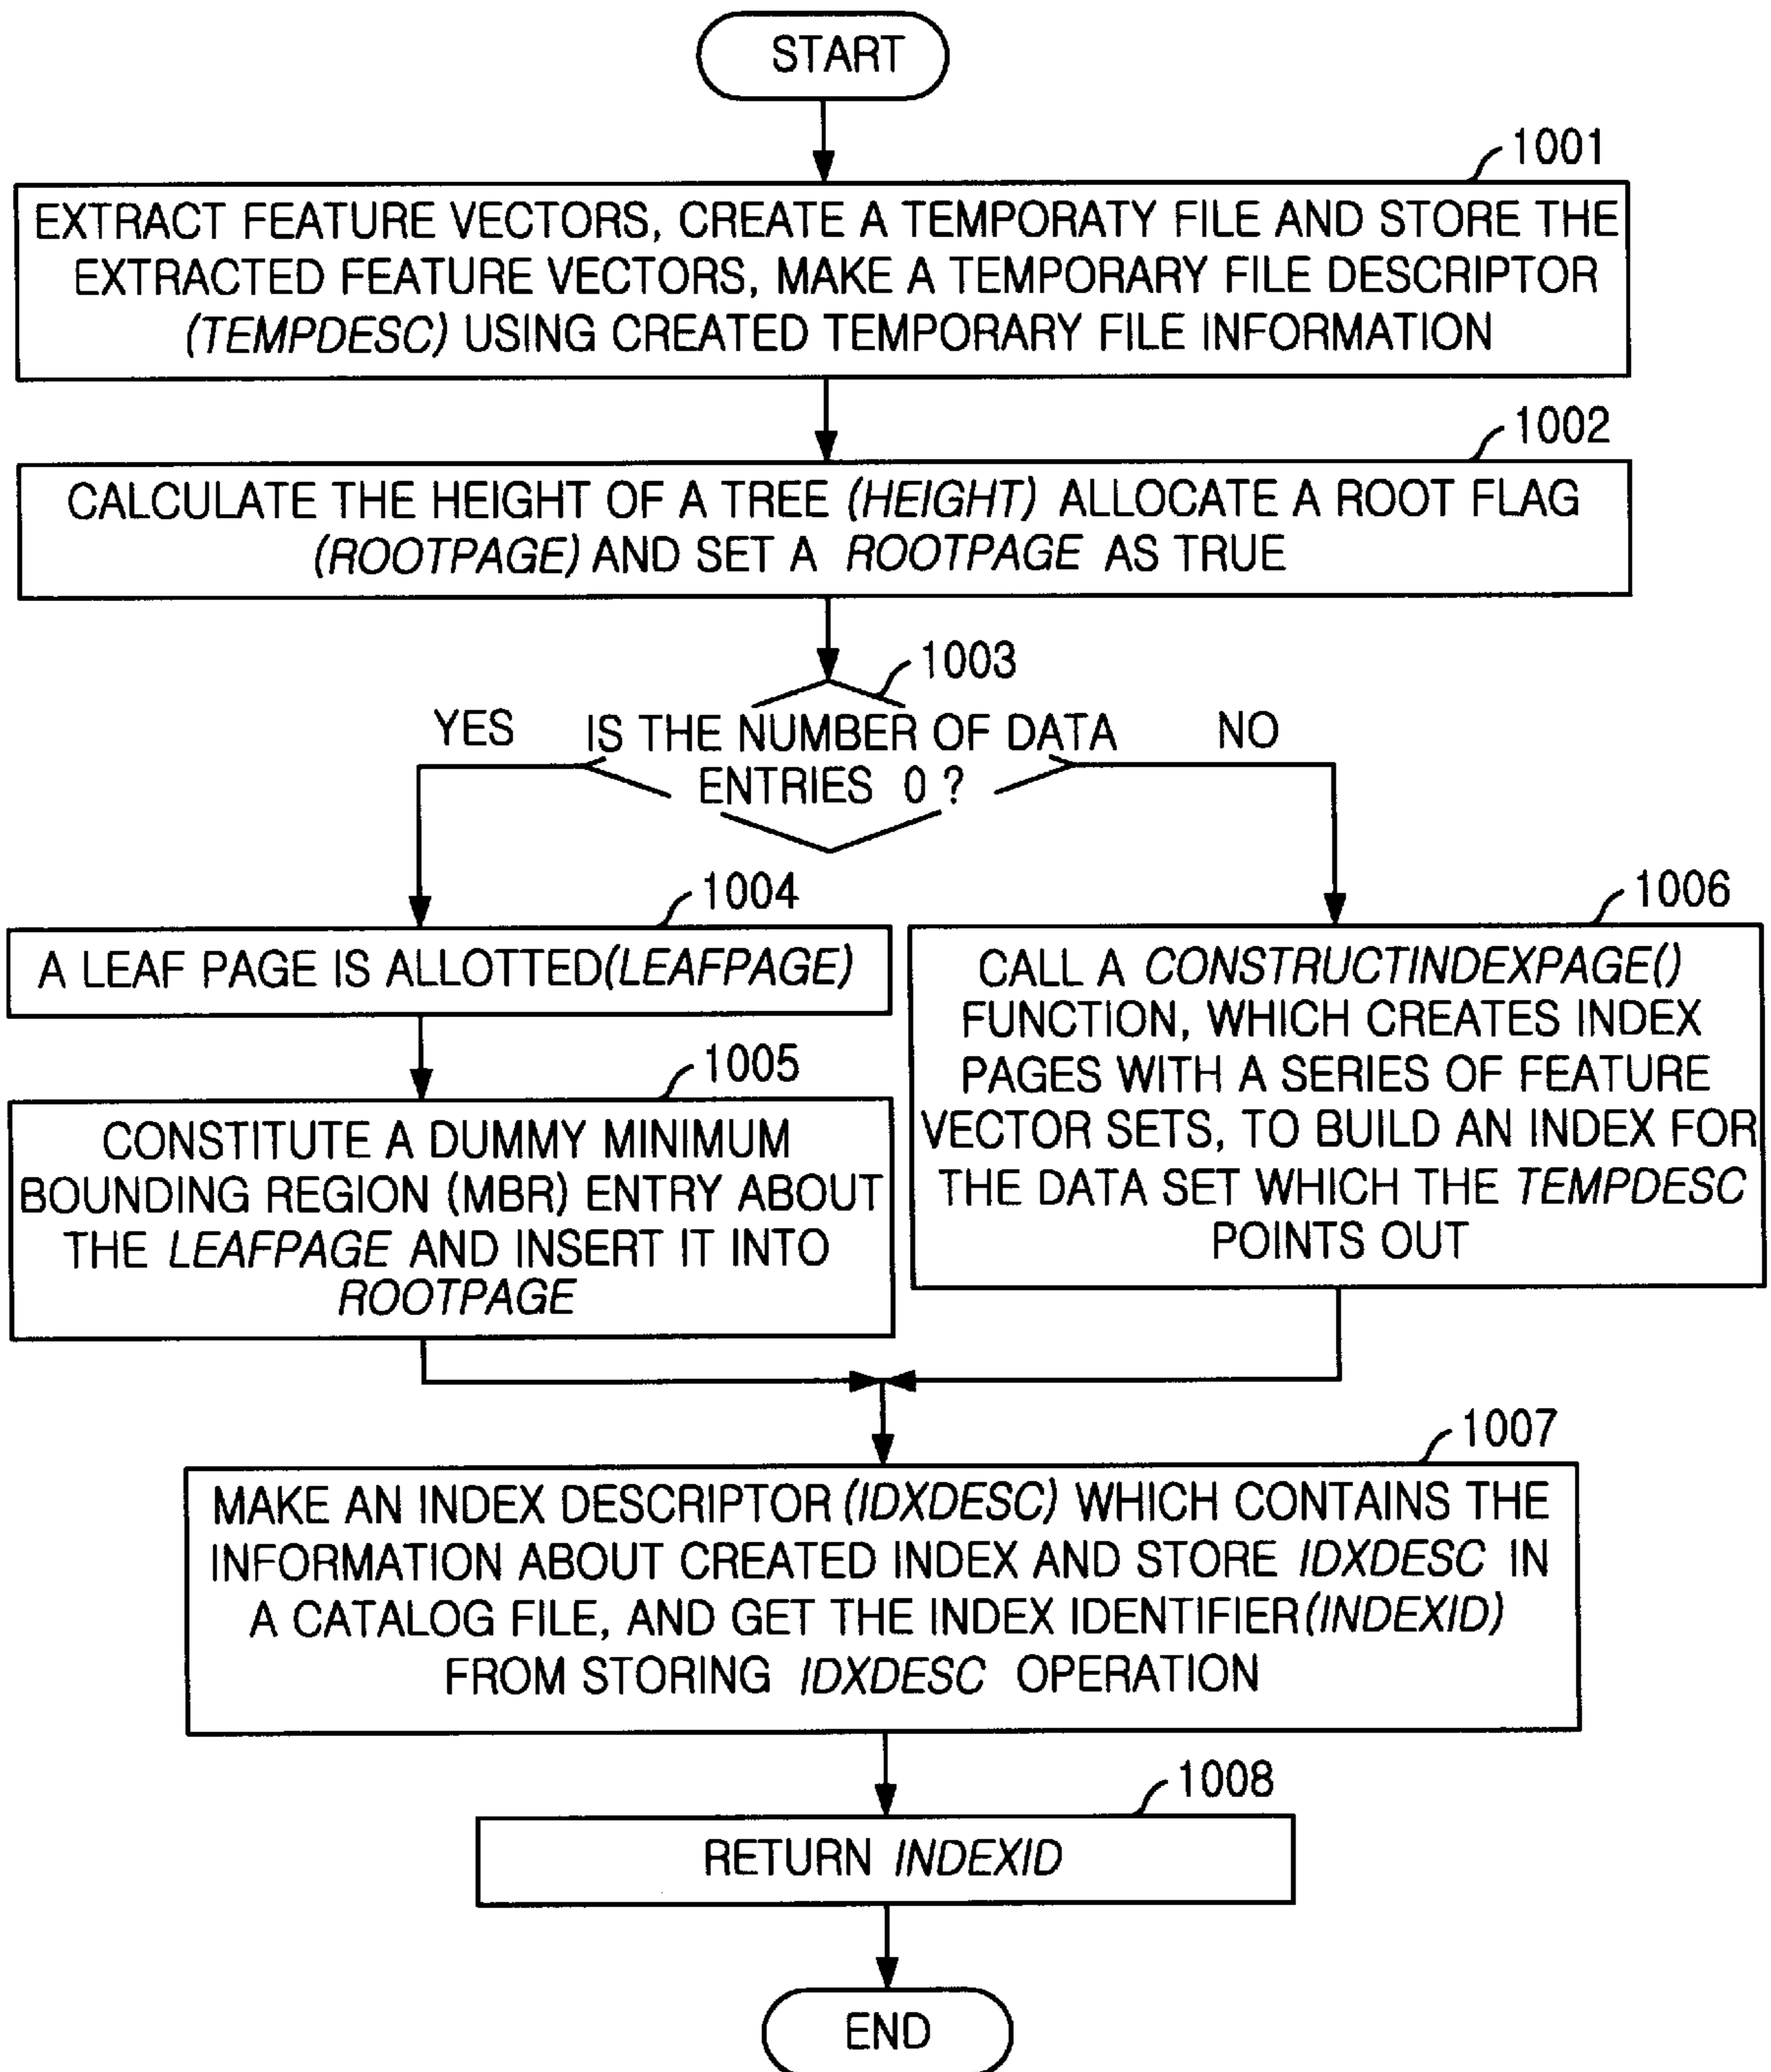 START
1001
EXTRACT FEATURE VECTORS, CREATE A TEMPORATY FILE AND STORE THE
EXTRACTED FEATURE VECTORS, MAKE A TEMPORARY FILE DESCRIPTOR
(TEMPDESC) USING CREATED TEMPORARY FILE INFORMATION
1002
CALCULATE THE HEIGHT OF A TREE (HEIGHT) ALLOCATE A ROOT FLAG
(ROOTPAGE) AND SET A ROOTPAGE AS TRUE
1003
YES
IS THE NUMBER OF DATA
ENTRIES 0 ?
NO
1004
A LEAF PAGE IS ALLOTTED(LEAFPAGE)
1005
CONSTITUTE A DUMMY MINIMUM
BOUNDING REGION (MBR) ENTRY ABOUT
THE LEAFPAGE AND INSERT IT INTO
ROOTPAGE
1006
CALL A CONSTRUCTINDEXPAGE()
FUNCTION, WHICH CREATES INDEX
PAGES WITH A SERIES OF FEATURE
VECTOR SETS, TO BUILD AN INDEX FOR
THE DATA SET WHICH THE TEMPDESC
POINTS OUT
1007
MAKE AN INDEX DESCRIPTOR (IDXDESC) WHICH CONTAINS THE
INFORMATION ABOUT CREATED INDEX AND STORE IDXDESC IN
A CATALOG FILE, AND GET THE INDEX IDENTIFIER(INDEXID)
FROM STORING IDXDESC OPERATION
1008
RETURN INDEXID
END